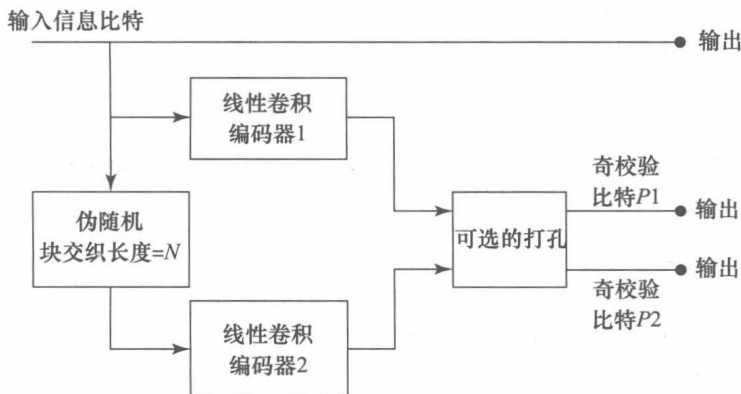 输入信息比特
输出
线性卷积
编码器1
奇校验
比特P1
输出
伪随机
块交织长度=N
可选的打孔
输出
奇校验
比特P2
线性卷积
编码器2